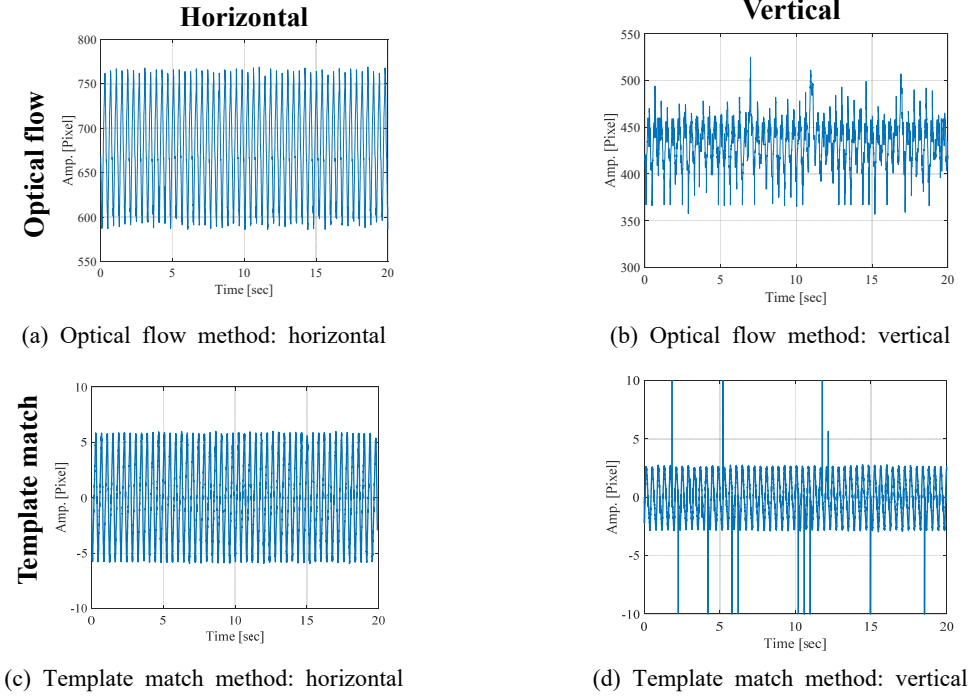 Horizontal
Vertical
Optical flow
800
750
700
650
600
550
Amp. [Pixel]
0 5 10 15 20
Time [sec]
550
500
450
400
350
300
Amp. [Pixel]
0 5 10 15 20
Time [sec]
(a) Optical flow method: horizontal
(b) Optical flow method: vertical
Template match
10
5
0
-5
-10
Amp. [Pixel]
0 5 10 15 20
Time [sec]
10
5
0
-5
-10
Amp. [Pixel]
0 5 10 15 20
Time [sec]
(c) Template match method: horizontal
(d) Template match method: vertical